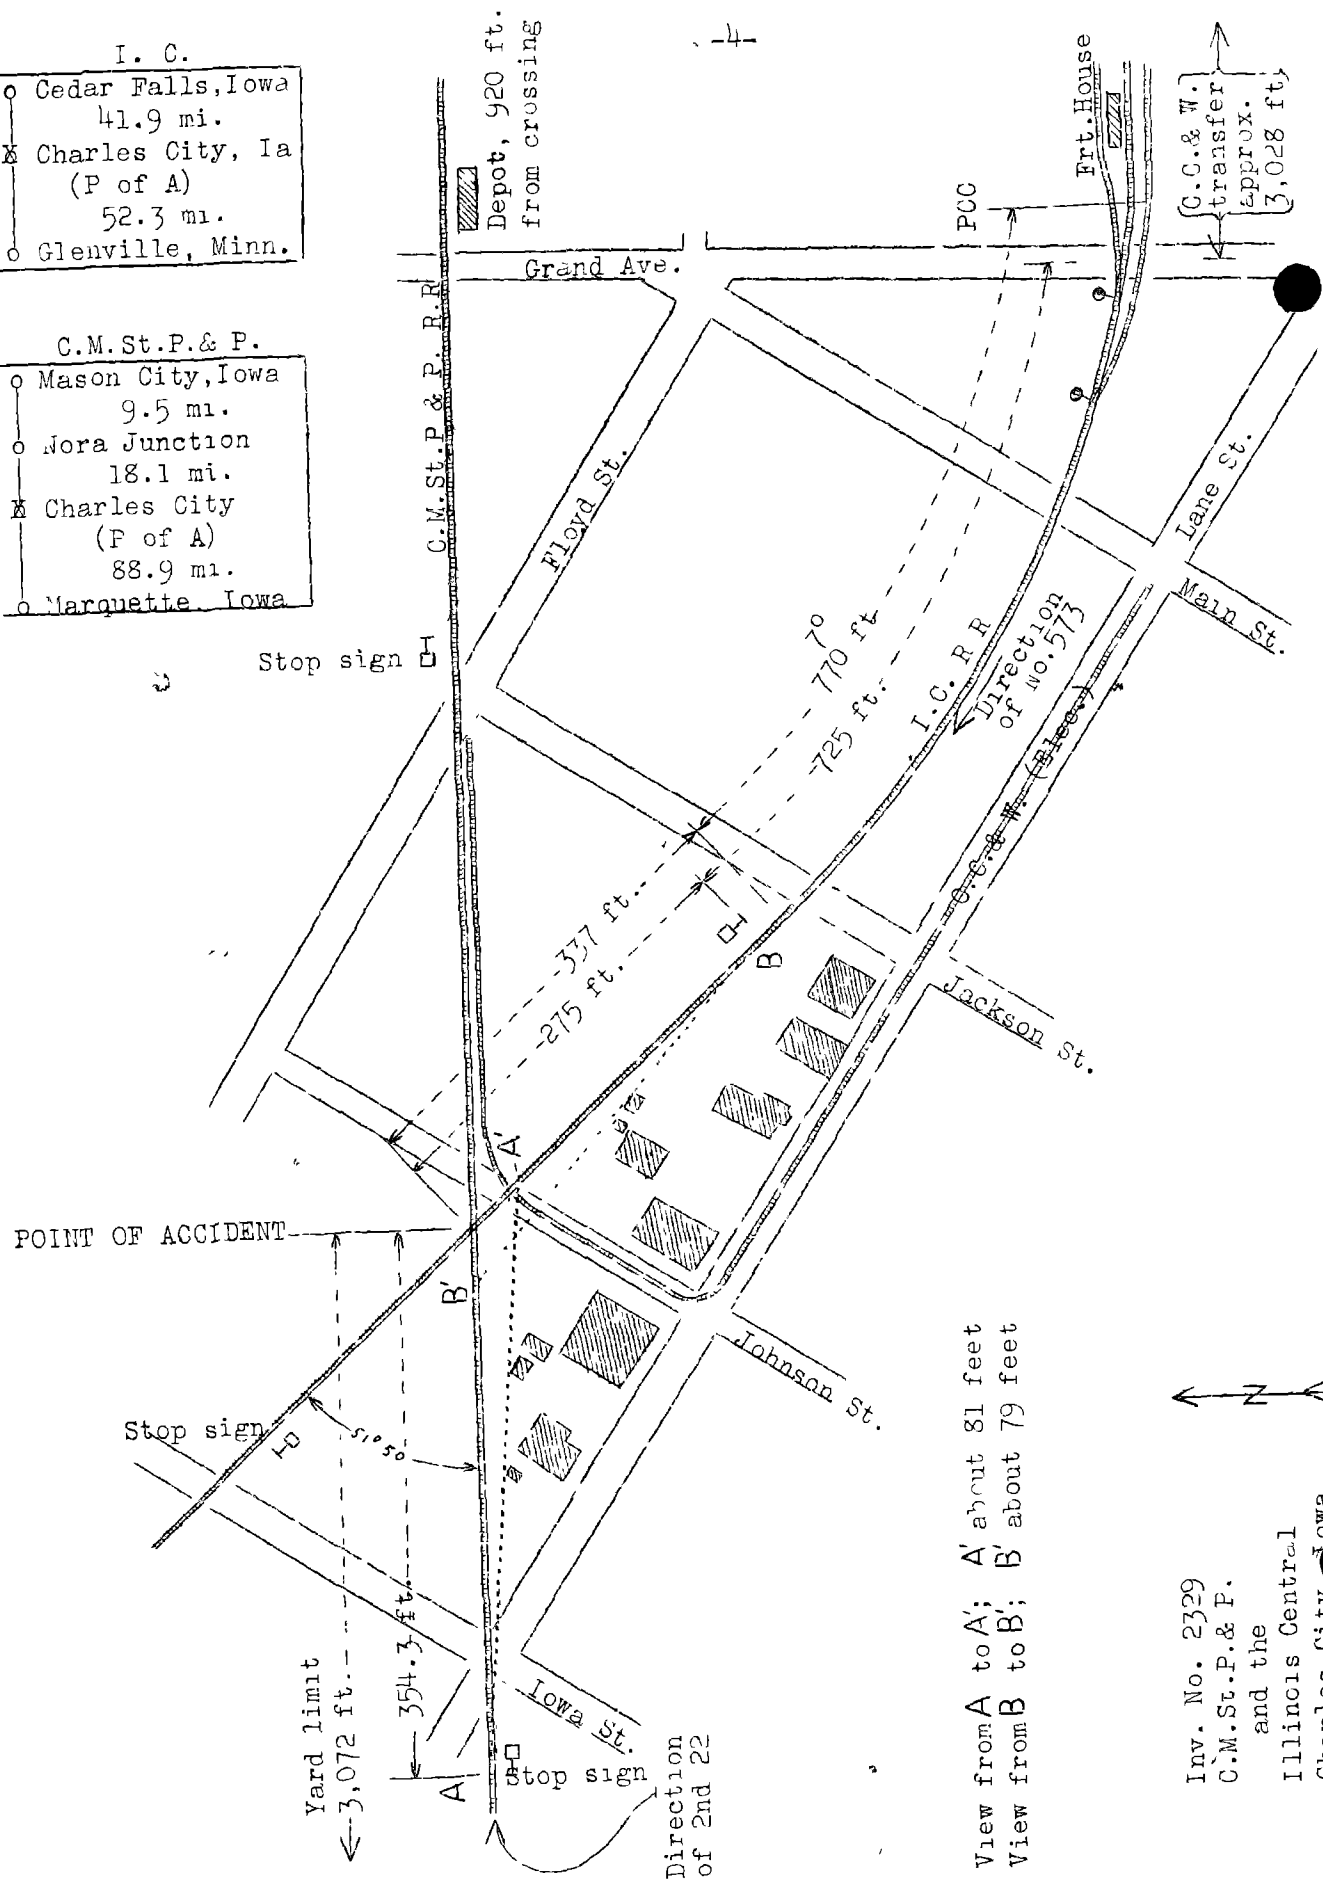 -4-
I. C.
Cedar Falls, Iowa
41.9 mi.
Charles City, Ia
(P of A)
52.3 mi.
Glenville, Minn.
C.M.St.P.& P.
Mason City, Iowa
9.5 mi.
Nora Junction
18.1 mi.
Charles City
(P of A)
88.9 mi.
Marquette, Iowa
Depot, 920 ft.
from crossing
Frt. House
C.C.& W.
transfer
approx.
3,028 ft
PCC
Grand Ave.
C.M.St.P. & P. R.R
Floyd St.
Lane St.
Main St.
Stop sign
7°
770 ft
725 ft.
I.C. R R
Direction
of No.573
C.C.& W. (Elec.)
337 ft.
275 ft.
B
Jackson St.
A'
POINT OF ACCIDENT
B'
Johnson St.
Stop sign
51° 50
Yard limit
3,072 ft.
354.3 ft.
Iowa St.
A
Stop sign
Direction
of 2nd 22
View from A to A'; A' about 81 feet
View from B to B'; B' about 79 feet
N
Inv. No. 2329
C.M.St.P.& P.
and the
Illinois Central
Charles City, Iowa